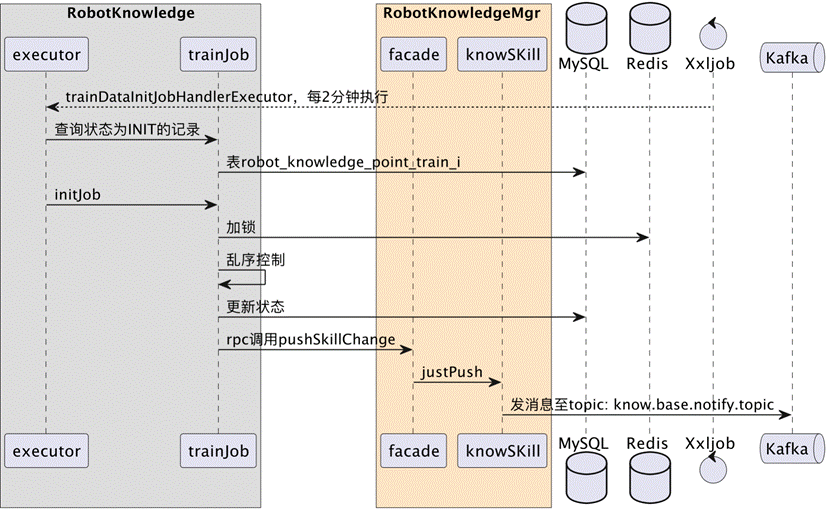 RobotKnowledge
RobotKnowledgeMgr
executor
trainJob
facade
knowSKill
MySQL
Redis
Xxljob
Kafka
trainDataInitJobHandlerExecutor，每2分钟执行
查询状态为INIT的记录
表robot_knowledge_point_train_i
initJob
加锁
乱序控制
更新状态
rpc调用pushSkillChange
justPush
发消息至topic: know.base.notify.topic
executor
trainJob
facade
knowSKill
MySQL
Redis
Xxljob
Kafka